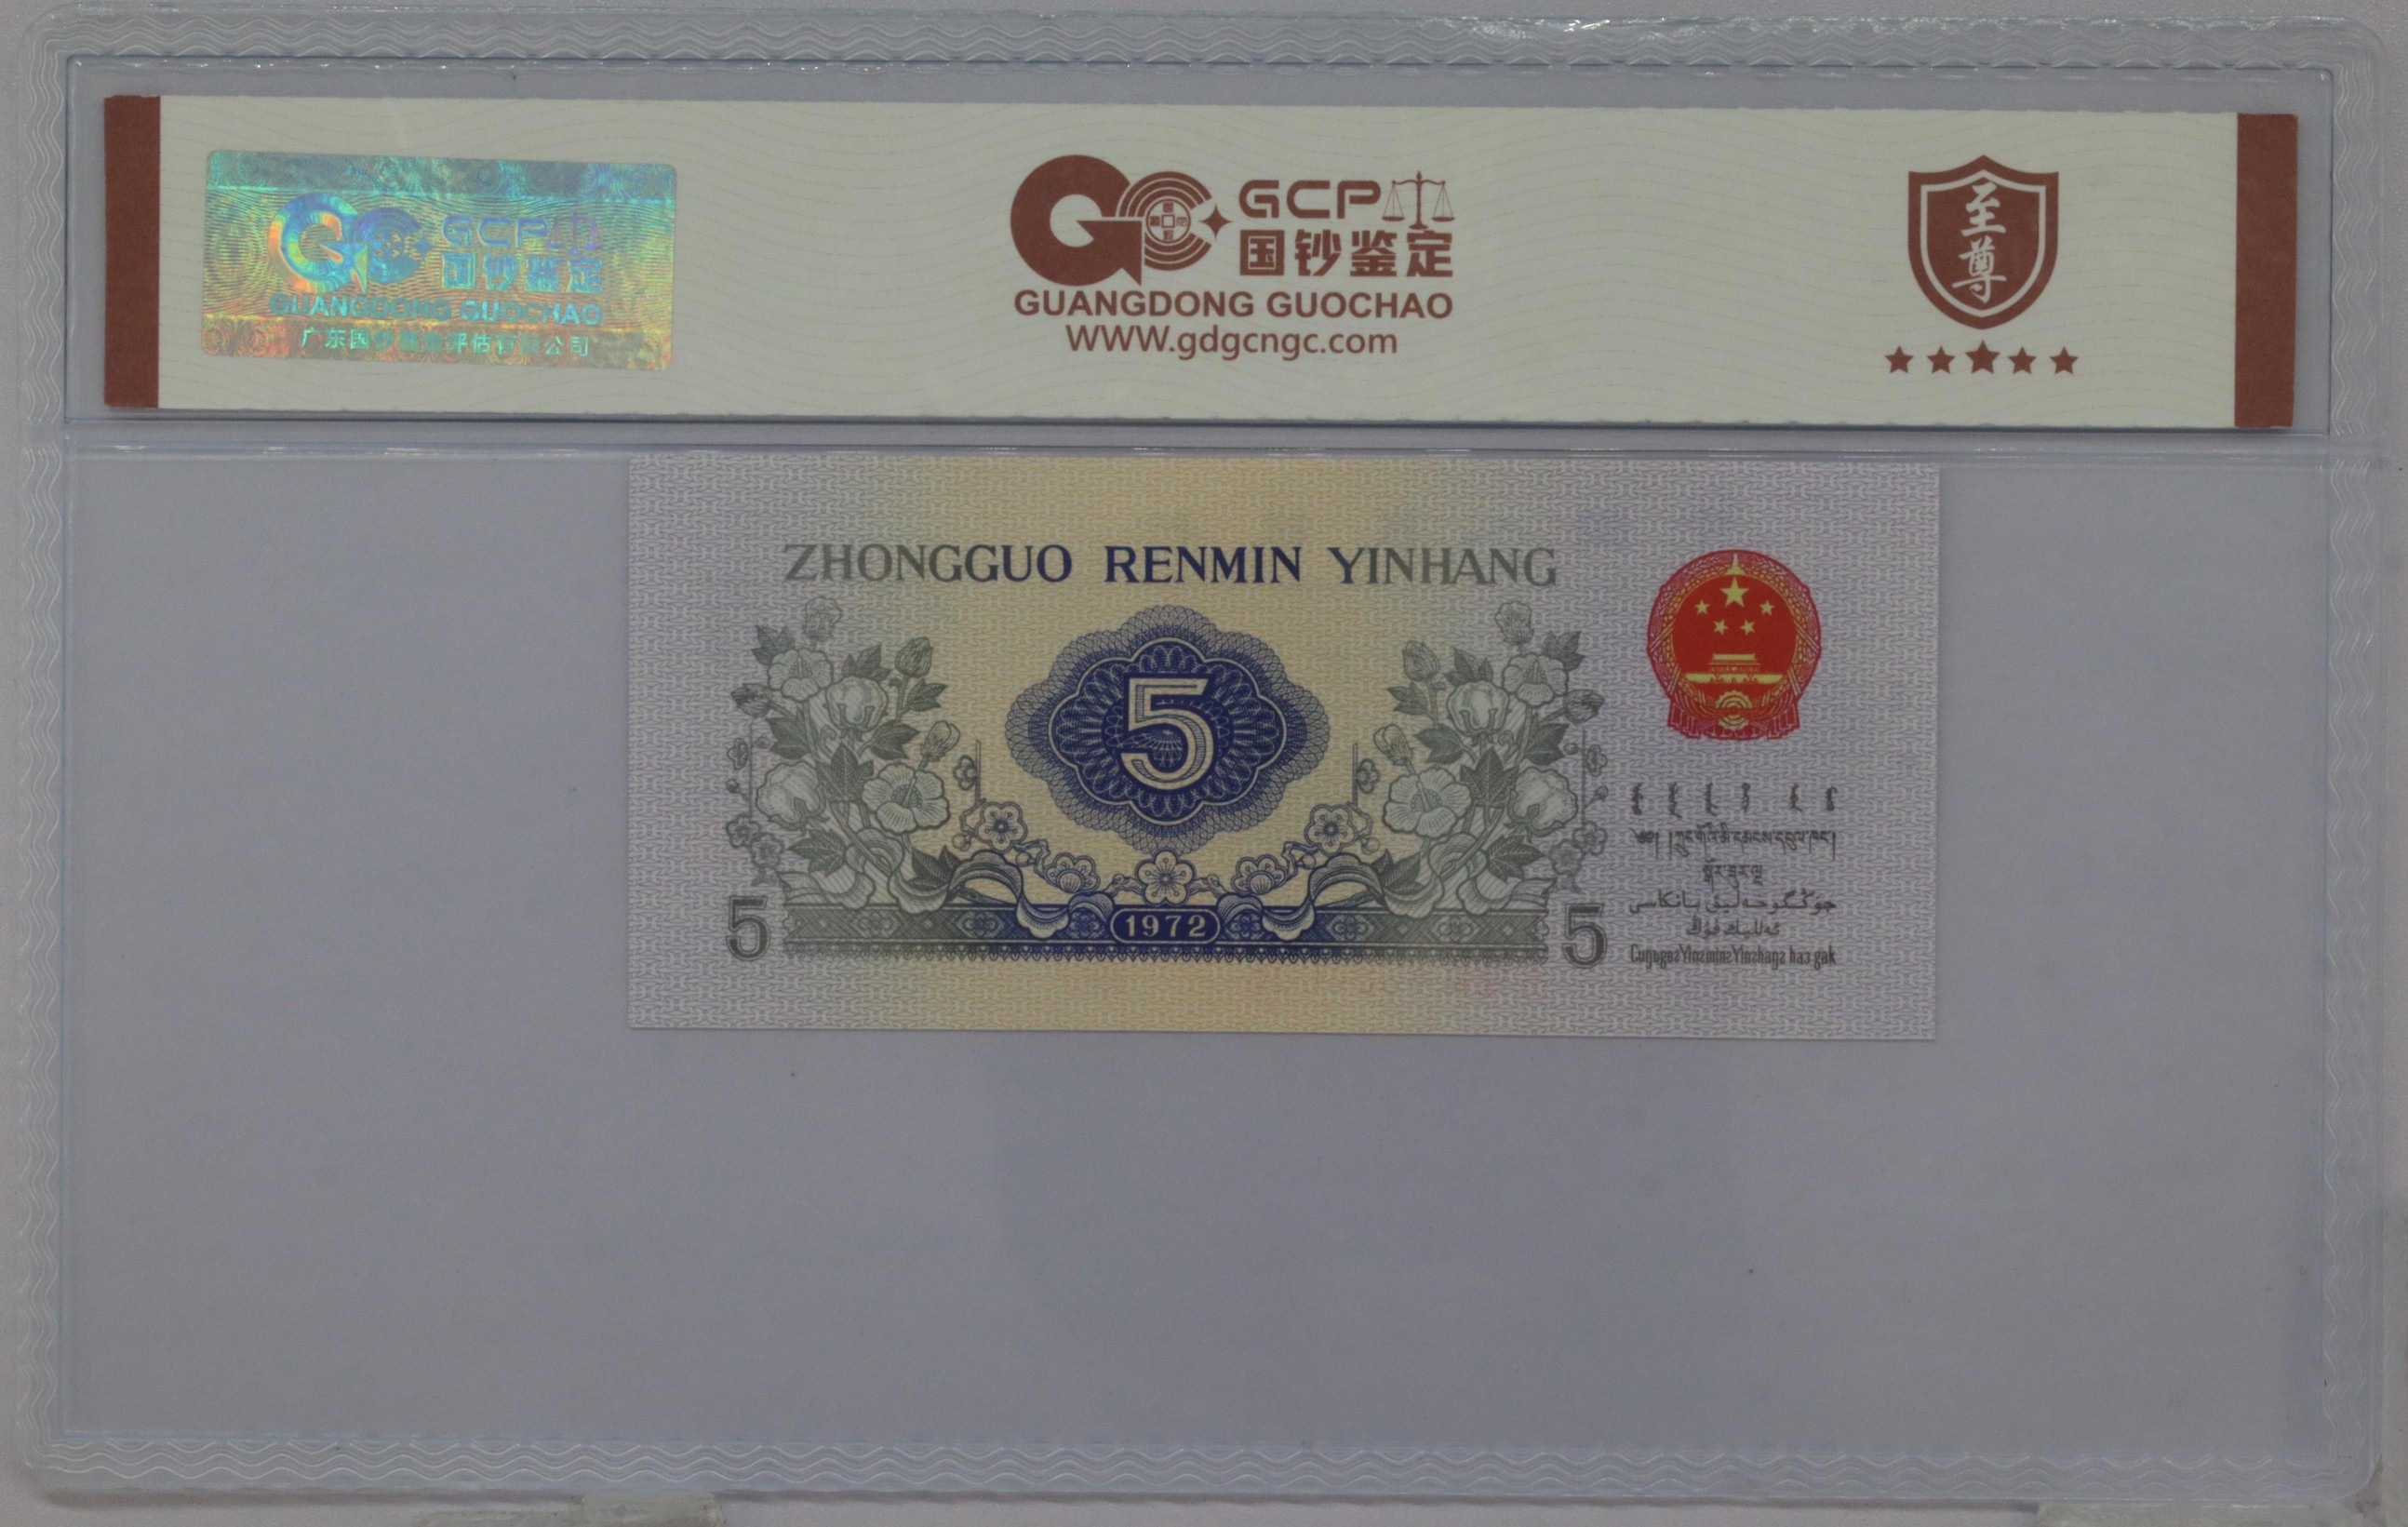 GCP
国钞鉴定
GUANGDONG GUOCHAO
广东国钞鉴定评估有限公司
GCP
国钞鉴定
GUANGDONG GUOCHAO
WWW.gdgcngc.com
至尊
ZHONGGUO RENMIN YINHANG
5
1972
5
5
جۇڭگوخەلىق بانكاسى